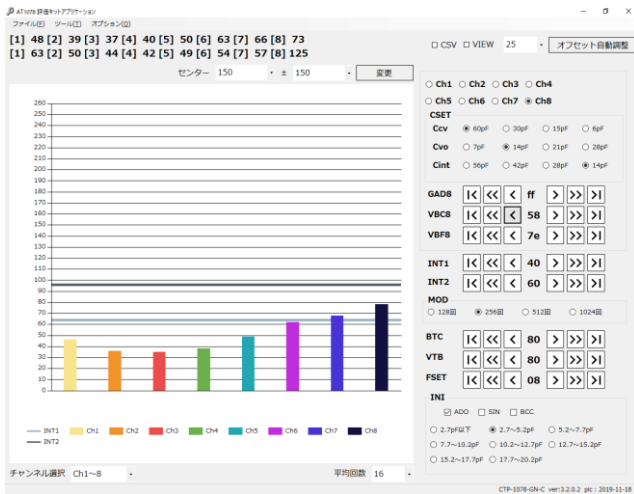 AT1078 評価キットアプリケーション
ファイル(F) ツール(T) オプション(O)
[1] 48 [2] 39 [3] 37 [4] 40 [5] 50 [6] 63 [7] 66 [8] 73
[1] 63 [2] 50 [3] 44 [4] 42 [5] 49 [6] 54 [7] 57 [8] 125
CSV VIEW 25 オフセット自動調整
センター 150 ± 150 変更
260
250
240
230
220
210
200
190
180
170
160
150
140
130
120
110
100
90
80
70
60
50
40
30
20
10
0
INT1 Ch1 Ch2 Ch3 Ch4 Ch5 Ch6 Ch7 Ch8
INT2
チャンネル選択 Ch1~8 平均回数 16
Ch1 Ch2 Ch3 Ch4
Ch5 Ch6 Ch7 Ch8
CSET
Ccv 60pF 30pF 15pF 6pF
Cvo 7pF 14pF 21pF 28pF
Cint 56pF 42pF 28pF 14pF
GAD8 |< << < ff > >> >|
VBC8 |< << < 58 > >> >|
VBF8 |< << < 7e > >> >|
INT1 |< << < 40 > >> >|
INT2 |< << < 60 > >> >|
MOD
128回 256回 512回 1024回
BTC |< << < 80 > >> >|
VTB |< << < 80 > >> >|
FSET |< << < 08 > >> >|
INI
ADO SIN BCC
2.7pF以下 2.7~5.2pF 5.2~7.7pF
7.7~10.2pF 10.2~12.7pF 12.7~15.2pF
15.2~17.7pF 17.7~20.2pF
CTP-1078-GN-C ver:3.2.0.2 pic : 2019-11-18